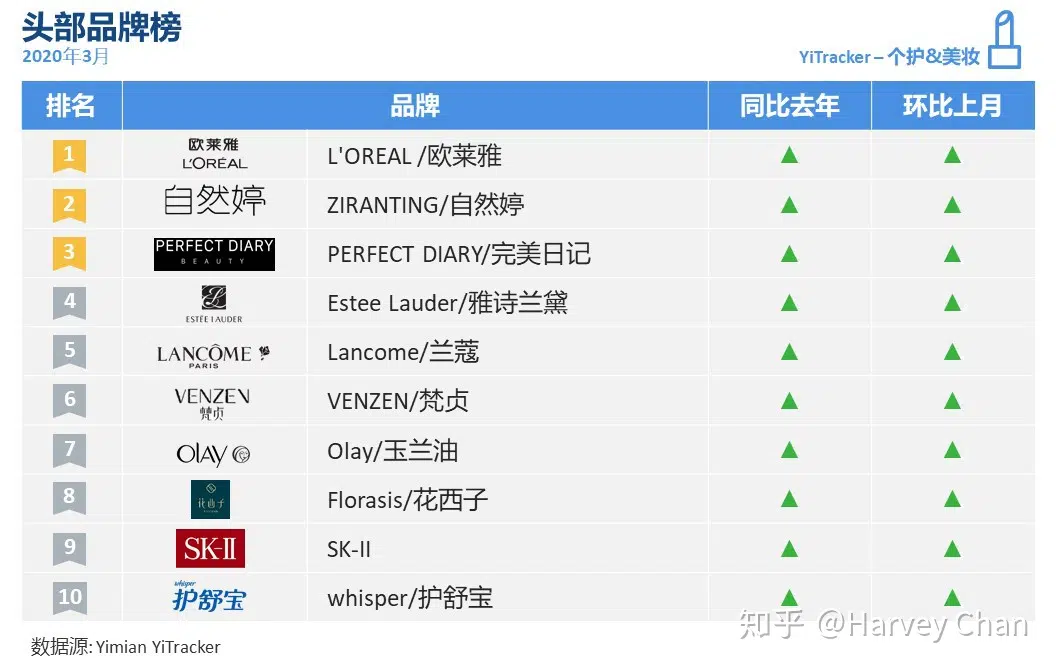 头部品牌榜
2020年3月
YiTracker – 个护&美妆
排名 品牌 同比去年 环比上月
1 欧莱雅 L'ORÉAL L'OREAL /欧莱雅 ▲ ▲
2 自然婷 ZIRANTING/自然婷 ▲ ▲
3 PERFECT DIARY BEAUTY PERFECT DIARY/完美日记 ▲ ▲
4 ESTĒE LAUDER Estee Lauder/雅诗兰黛 ▲ ▲
5 LANCÔME PARIS Lancome/兰蔻 ▲ ▲
6 VENZEN 梵贞 VENZEN/梵贞 ▲ ▲
7 OLAY Olay/玉兰油 ▲ ▲
8 花西子 Florasis/花西子 ▲ ▲
9 SK-II SK-II ▲ ▲
10 whisper 护舒宝 whisper/护舒宝 ▲ ▲
知乎 @Harvey Chan
数据源: Yimian YiTracker